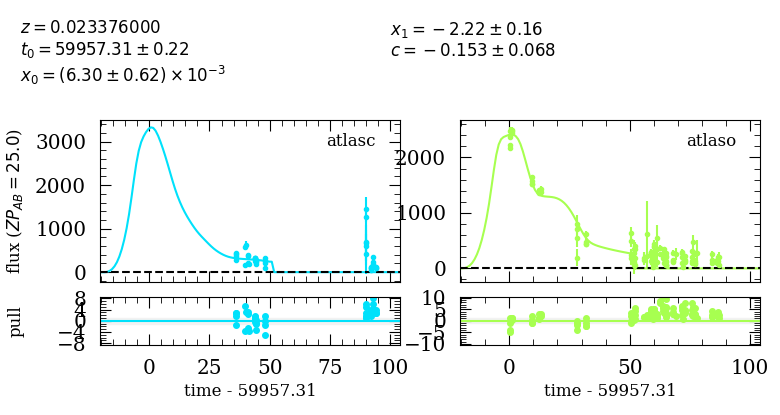 z = 0.023376000
t₀ = 59957.31 ± 0.22
x₀ = (6.30 ± 0.62) × 10⁻³
x₁ = −2.22 ± 0.16
c = −0.153 ± 0.068
flux (ZP_AB = 25.0)
3000
2000
1000
0
atlasc
2000
1000
0
atlaso
pull
8
4
0
−4
−8
10
5
0
−5
−10
0 25 50 75 100
0 50 100
time - 59957.31
time - 59957.31